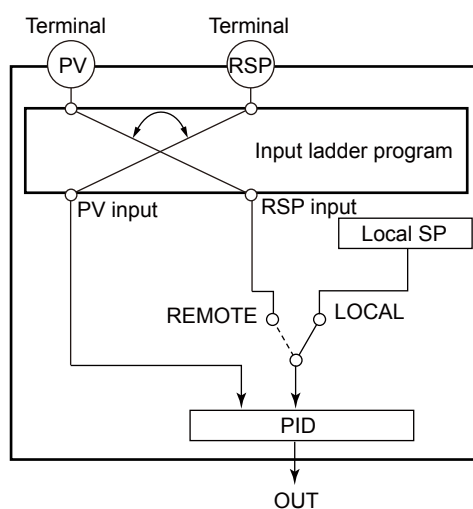 Terminal Terminal
PV RSP
Input ladder program
PV input RSP input
Local SP
REMOTE LOCAL
PID
OUT